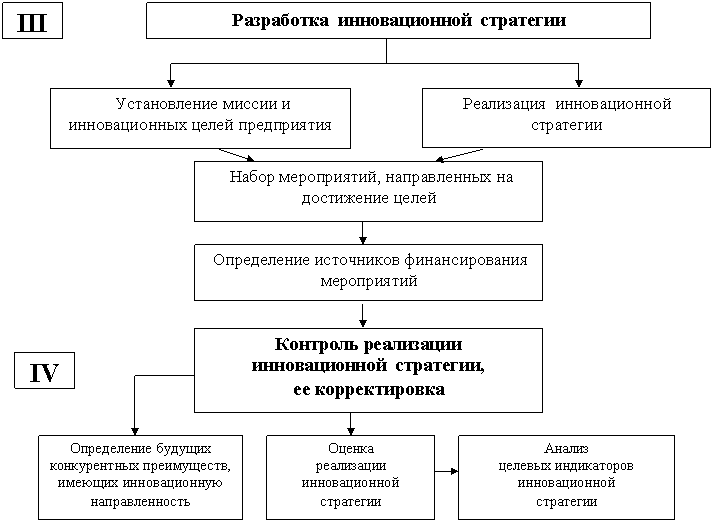 III
Разработка инновационной стратегии
Установление миссии и
инновационных целей предприятия
Реализация инновационной
стратегии
Набор мероприятий, направленных на
достижение целей
Определение источников финансирования
мероприятий
IV
Контроль реализации
инновационной стратегии,
ее корректировка
Определение будущих
конкурентных преимуществ,
имеющих инновационную
направленность
Оценка
реализации
инновационной
стратегии
Анализ
целевых индикаторов
инновационной
стратегии